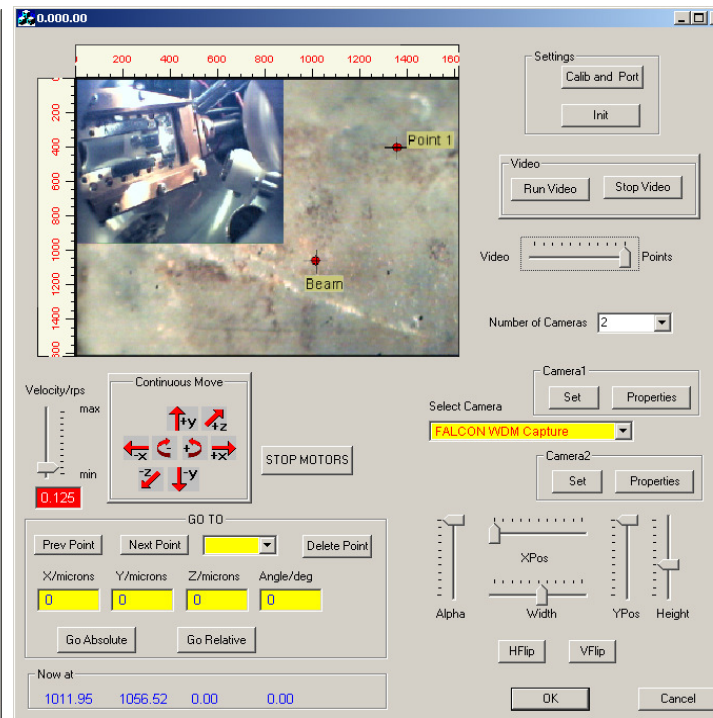 0.000.00
200 400 600 800 1000 1200 1400 160
0
200
400
600
800
1000
1200
1400
Point 1
Beam
Settings
Calib and Port
Init
Video
Run Video Stop Video
Video Points
Number of Cameras 2
Velocity/rps
max
min
0.125
Continuous Move
+y +z
-x - + +x
-z -y
STOP MOTORS
Camera1
Set Properties
Select Camera
FALCON WDM Capture
Camera2
Set Properties
GO TO
Prev Point Next Point Delete Point
X/microns Y/microns Z/microns Angle/deg
0 0 0 0
Go Absolute Go Relative
XPos
Alpha Width YPos Height
HFlip VFlip
Now at
1011.95 1056.52 0.00 0.00
OK Cancel